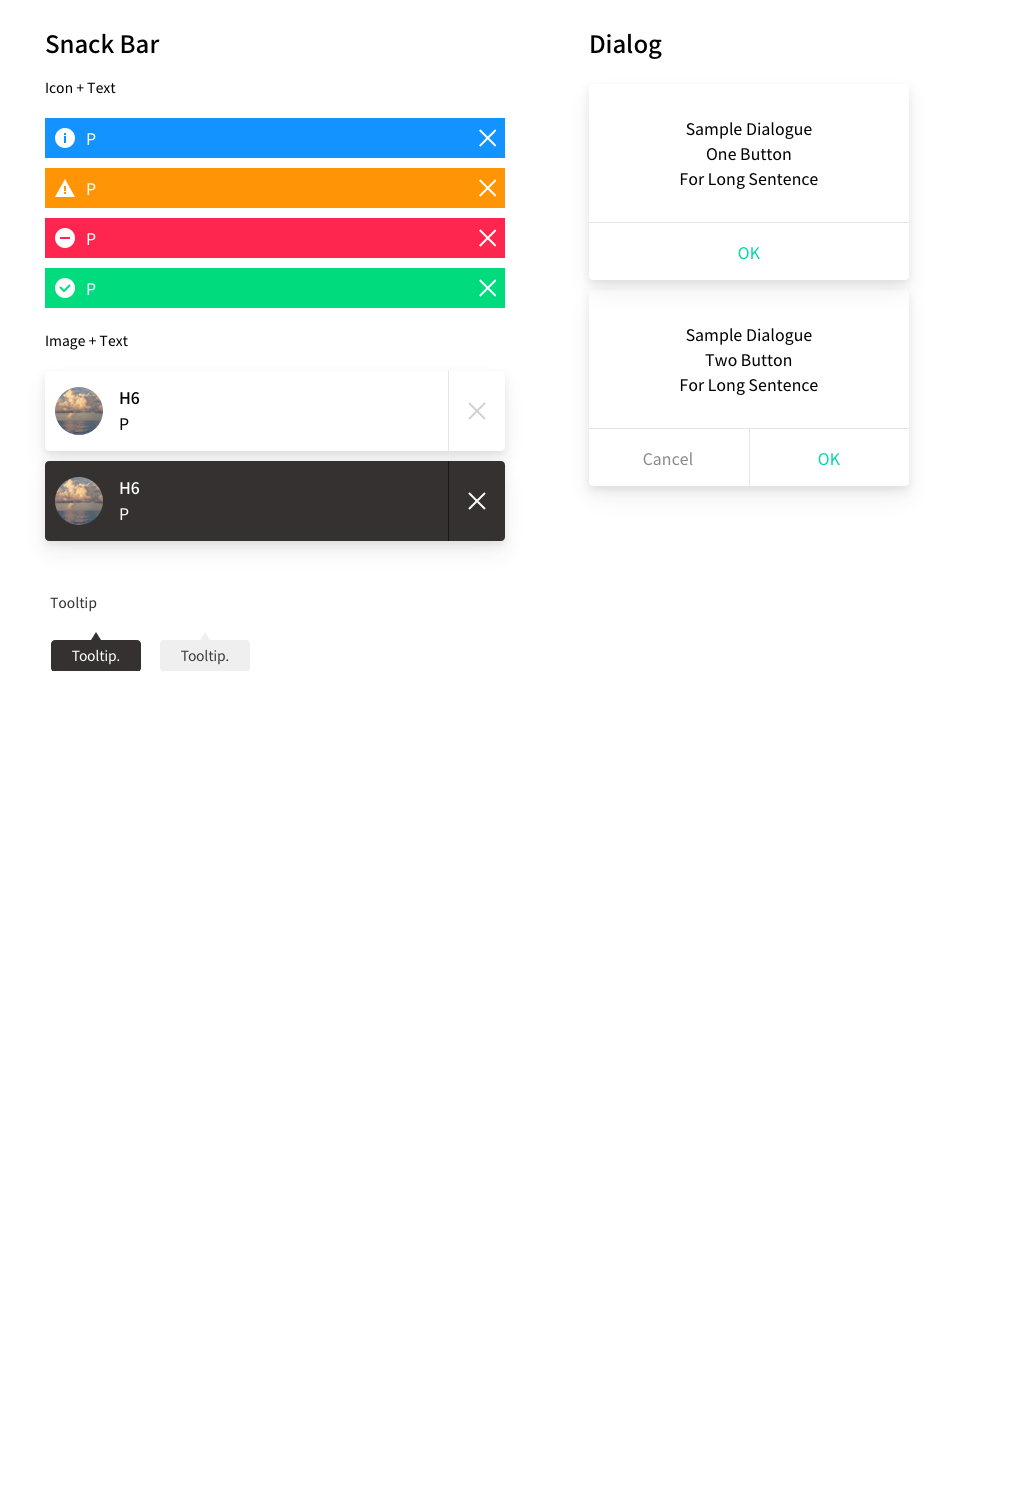 Snack Bar
Icon + Text
P
P
P
P
Image + Text
H6
P
H6
P
Tooltip
Tooltip.
Tooltip.
Dialog
Sample Dialogue
One Button
For Long Sentence
OK
Sample Dialogue
Two Button
For Long Sentence
Cancel
OK